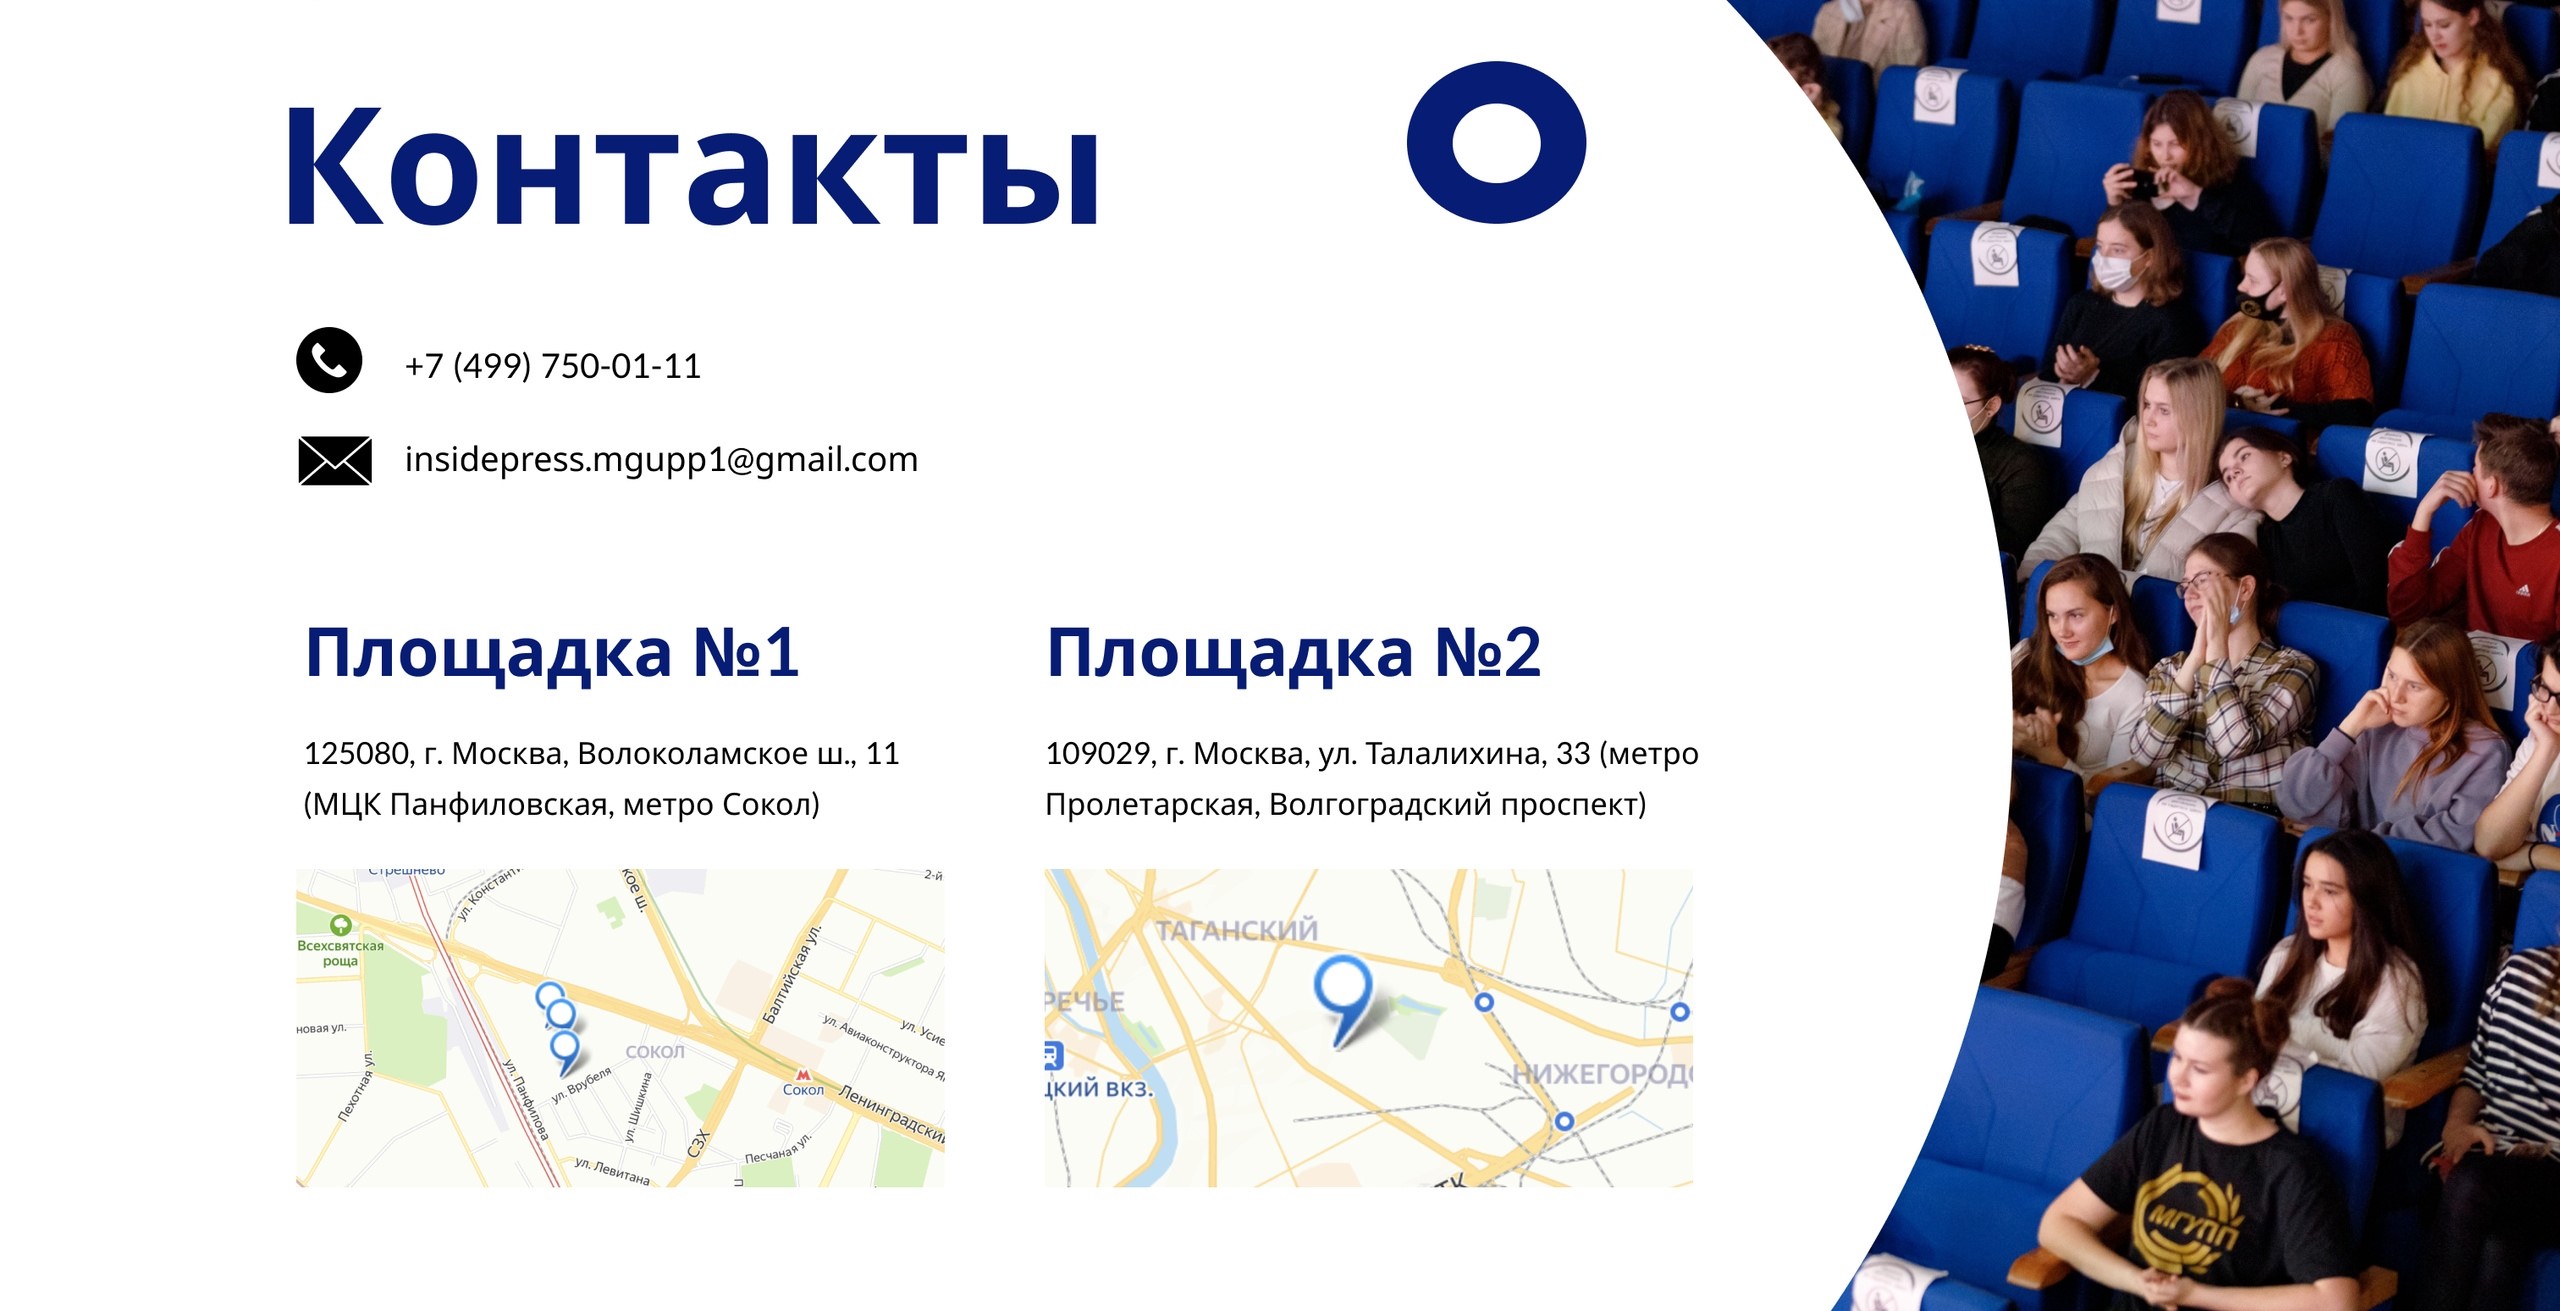 Контакты
+7 (499) 750-01-11
insidepress.mgupp1@gmail.com
Площадка №1
125080, г. Москва, Волоколамское ш., 11
(МЦК Панфиловская, метро Сокол)
Площадка №2
109029, г. Москва, ул. Талалихина, 33 (метро
Пролетарская, Волгоградский проспект)
Стрешнево
ул. Константи
кое ш.
2-й
Всехсвятская
роща
Балтийская ул.
новая ул.
ул. Авиаконструктора Я
ул. Усие
СОКОЛ
Пехотная ул.
ул. Панфилова
ул. Врубеля
ул. Шишкина
Сокол
Ленинградский
СЗХ
Песчаная ул.
ул. Левитана
ТАГАНСКИЙ
РЕЧЬЕ
ЦКИЙ ВКЗ.
НИЖЕГОРОДС
ТК
МГУПП